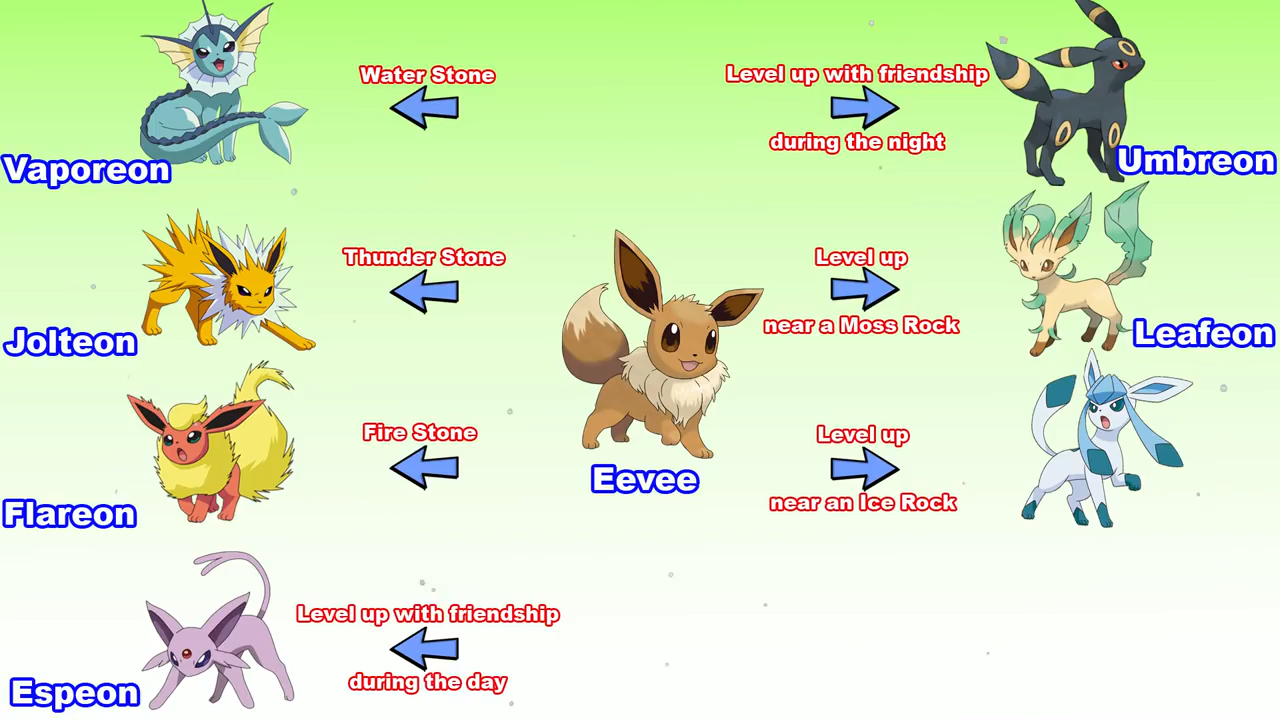 Vaporeon
Water Stone
Level up with friendship
during the night
Umbreon
Jolteon
Thunder Stone
Level up
near a Moss Rock
Leafeon
Flareon
Fire Stone
Eevee
Level up
near an Ice Rock
Espeon
Level up with friendship
during the day